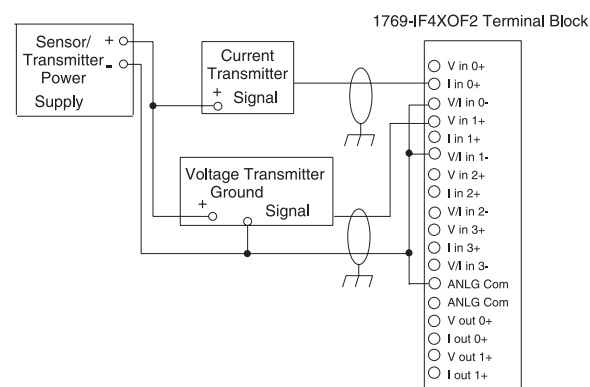 1769-IF4XOF2 Terminal Block
Sensor/ +
Transmitter -
Power
Supply
Current
Transmitter
+ Signal
Voltage Transmitter
Ground
+ Signal
V in 0+
I in 0+
V/I in 0-
V in 1+
I in 1+
V/I in 1-
V in 2+
I in 2+
V/I in 2-
V in 3+
I in 3+
V/I in 3-
ANLG Com
ANLG Com
V out 0+
I out 0+
V out 1+
I out 1+